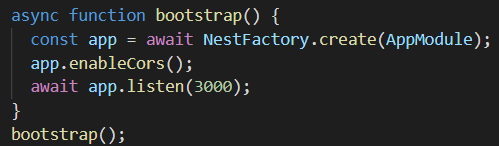 async function bootstrap() {
  const app = await NestFactory.create(AppModule);
  app.enableCors();
  await app.listen(3000);
}
bootstrap();